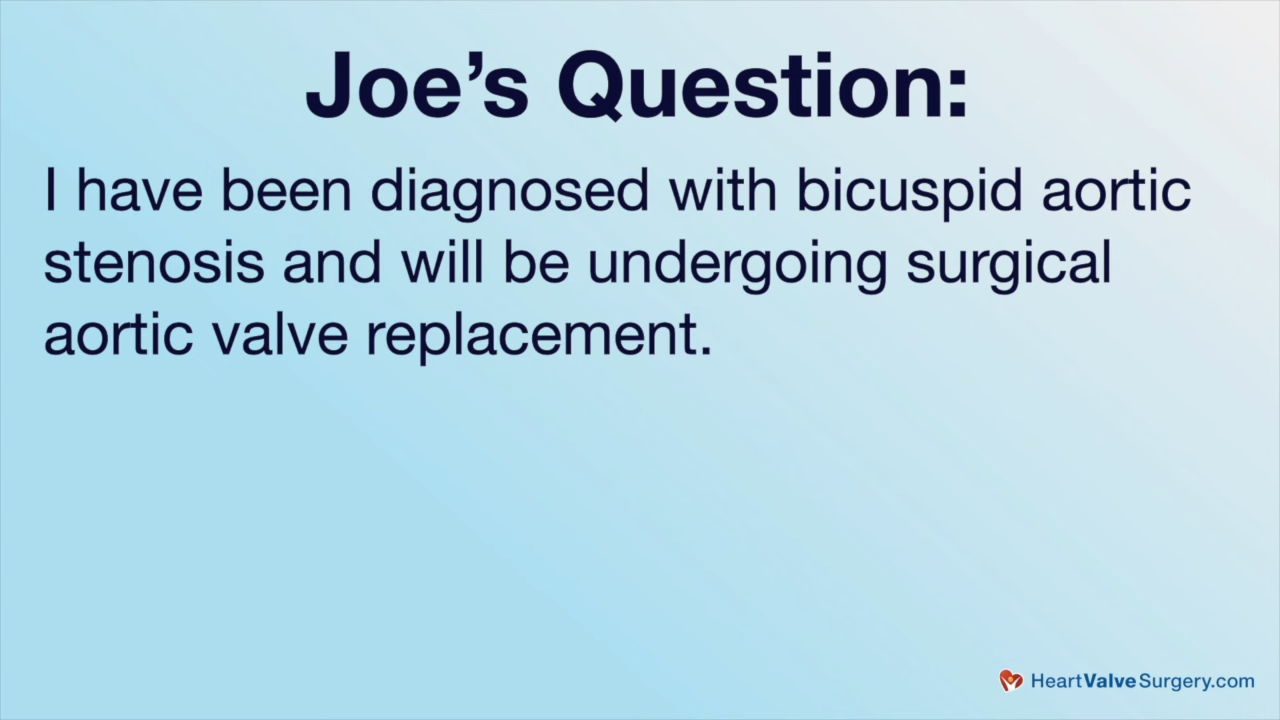 Joe’s Question:
I have been diagnosed with bicuspid aortic
stenosis and will be undergoing surgical
aortic valve replacement.
HeartValveSurgery.com